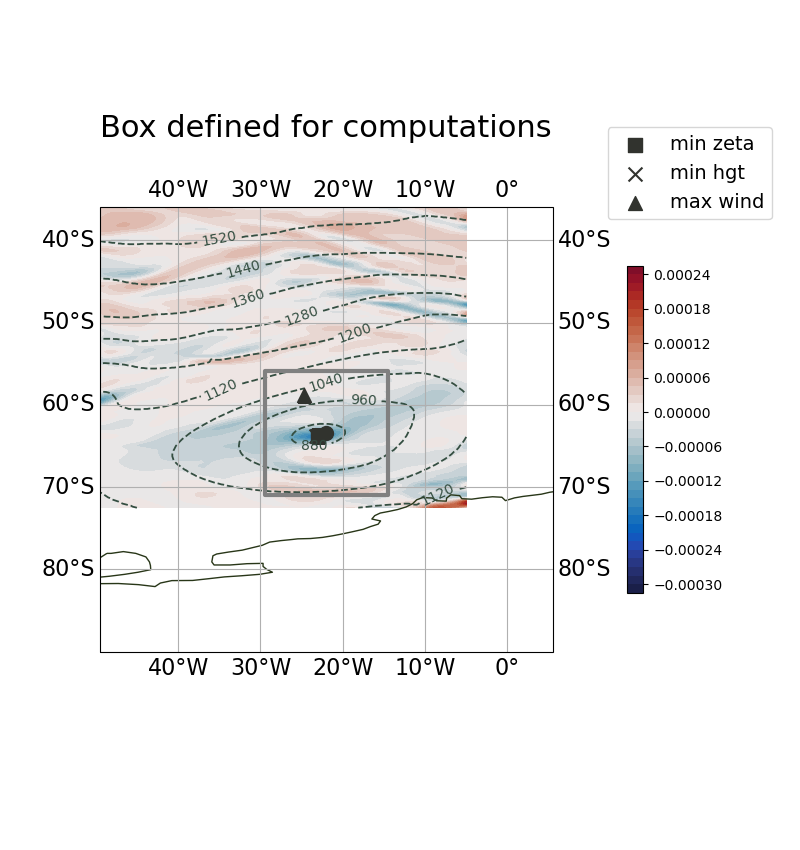 Box defined for computations
min zeta
min hgt
max wind
40°W 30°W 20°W 10°W 0°
40°S 40°S
50°S 50°S
60°S 60°S
70°S 70°S
80°S 80°S
1520
1440
1360
1280
1200
1120
1040
960
880
1120
40°W 30°W 20°W 10°W 0°
0.00024
0.00018
0.00012
0.00006
0.00000
−0.00006
−0.00012
−0.00018
−0.00024
−0.00030